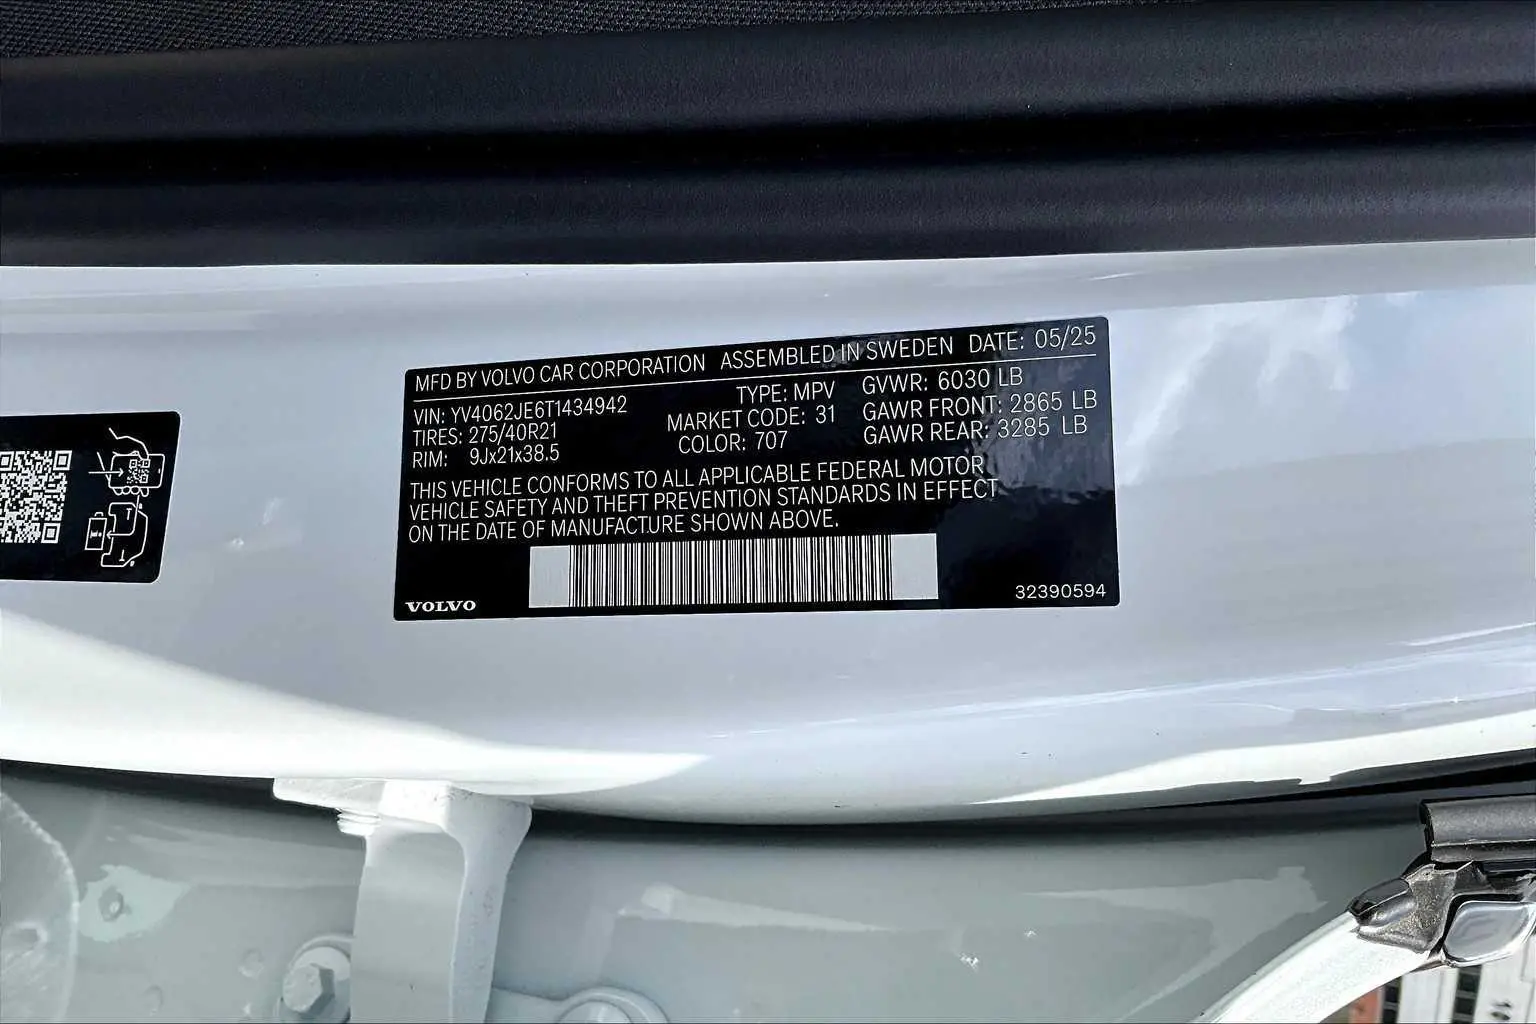 MFD BY VOLVO CAR CORPORATION ASSEMBLED IN SWEDEN DATE: 05/25
VIN: YV4062JE6T1434942 TYPE: MPV GVWR: 6030 LB
TIRES: 275/40R21 MARKET CODE: 31 GAWR FRONT: 2865 LB
RIM: 9Jx21x38.5 COLOR: 707 GAWR REAR: 3285 LB
THIS VEHICLE CONFORMS TO ALL APPLICABLE FEDERAL MOTOR
VEHICLE SAFETY AND THEFT PREVENTION STANDARDS IN EFFECT
ON THE DATE OF MANUFACTURE SHOWN ABOVE.
VOLVO 32390594